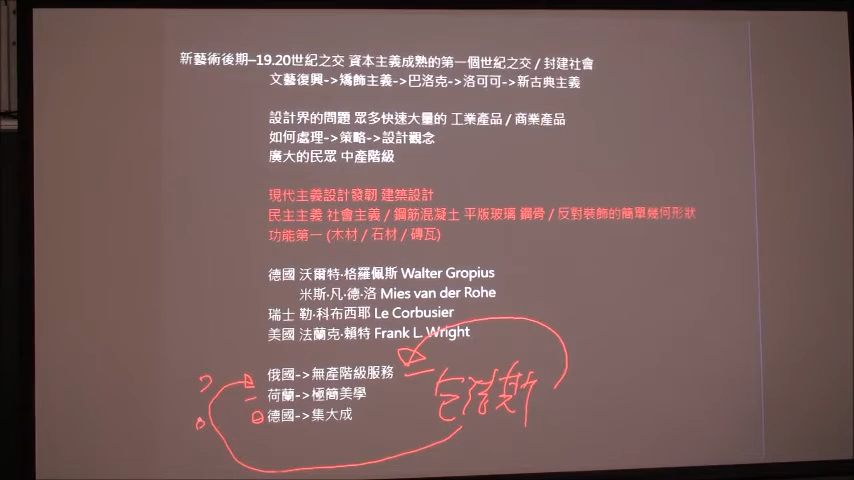 新藝術後期–19.20世紀之交 資本主義成熟的第一個世紀之交 / 封建社會
文藝復興->矯飾主義->巴洛克->洛可可->新古典主義
設計界的問題 眾多快速大量的 工業產品 / 商業產品
如何處理->策略->設計觀念
廣大的民眾 中產階級
現代主義設計發韌 建築設計
民主主義 社會主義 / 鋼筋混凝土 平版玻璃 鋼骨 / 反對裝飾的簡單幾何形狀
功能第一 (木材 / 石材 / 磚瓦)
德國 沃爾特·格羅佩斯 Walter Gropius
米斯·凡·德·洛 Mies van der Rohe
瑞士 勒·科布西耶 Le Corbusier
美國 法蘭克·賴特 Frank L. Wright
俄國->無產階級服務
荷蘭->極簡美學
德國->集大成
包浩斯